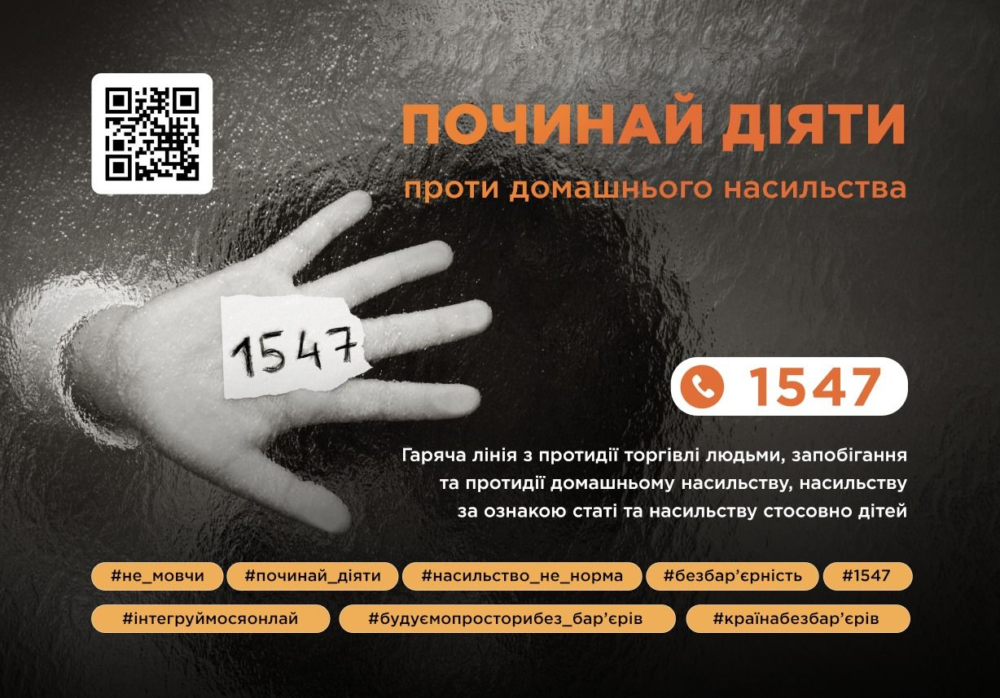 ПОЧИНАЙ ДІЯТИ
проти домашнього насильства
1547
1547
Гаряча лінія з протидії торгівлі людьми, запобігання
та протидії домашньому насильству, насильству
за ознакою статі та насильству стосовно дітей
#не_мовчи #починай_діяти #насильство_не_норма #безбар’єрність #1547
#інтегруймосяонлай #будуємопросторибез_бар’єрів #країнабезбар’єрів